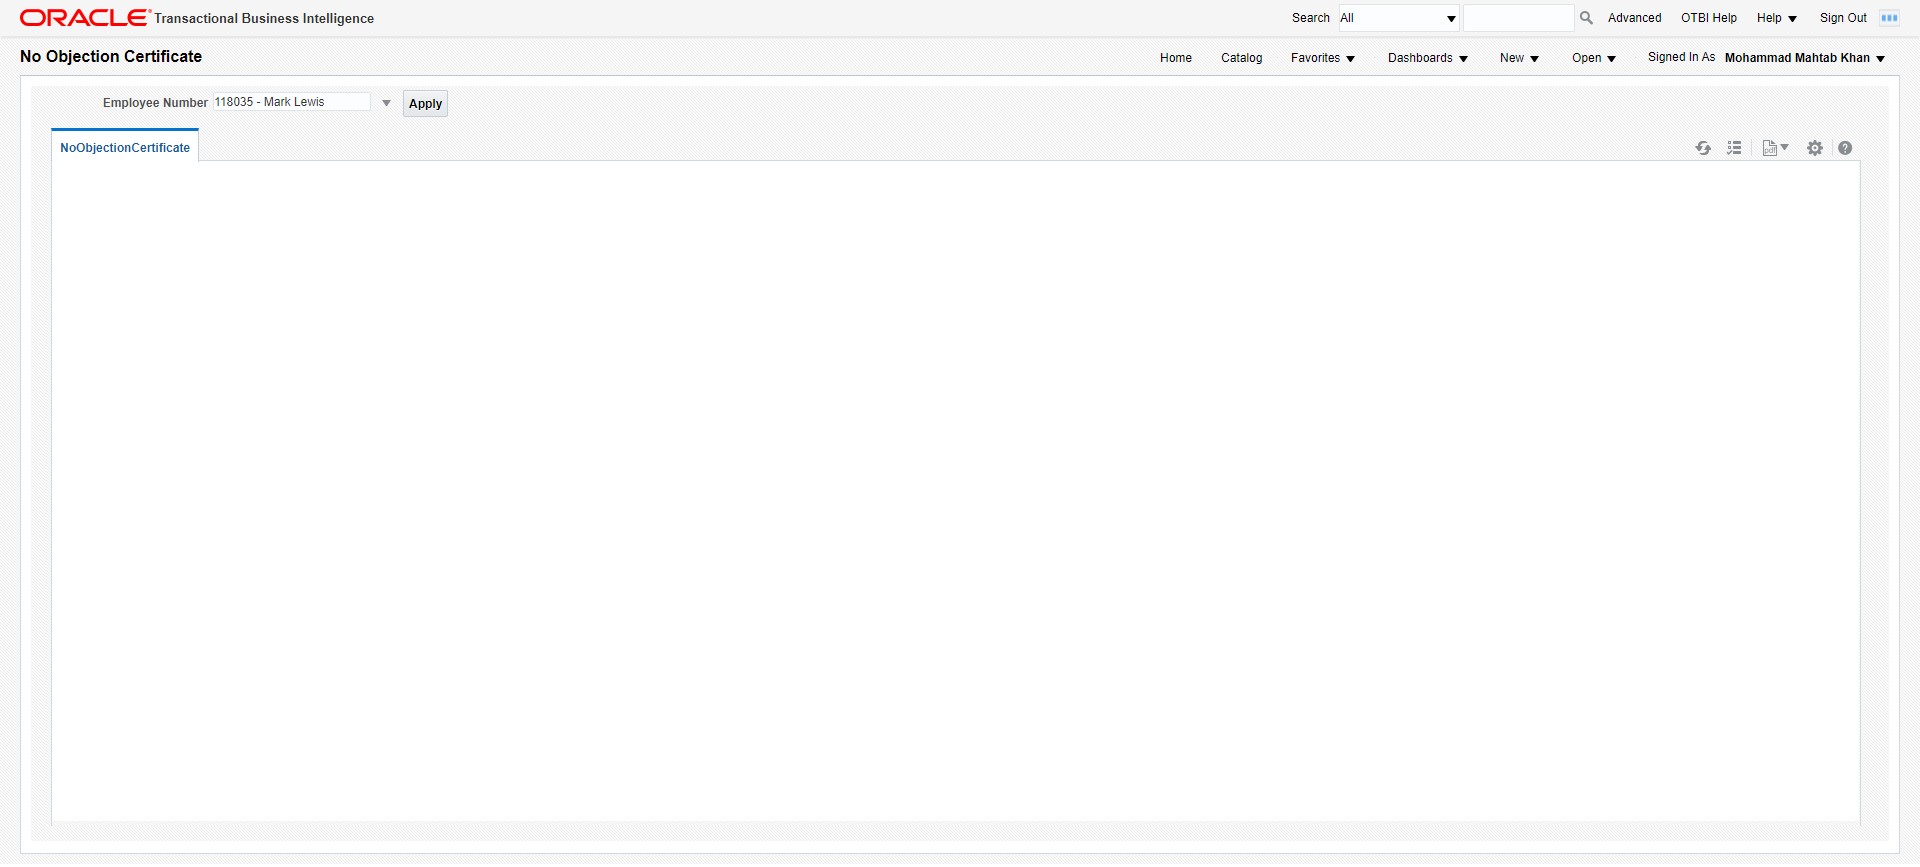 ORACLE Transactional Business Intelligence
Search All Advanced OTBI Help Help Sign Out
No Objection Certificate
Home Catalog Favorites Dashboards New Open Signed In As Mohammad Mahtab Khan
Employee Number 118035 - Mark Lewis Apply
NoObjectionCertificate
pdf